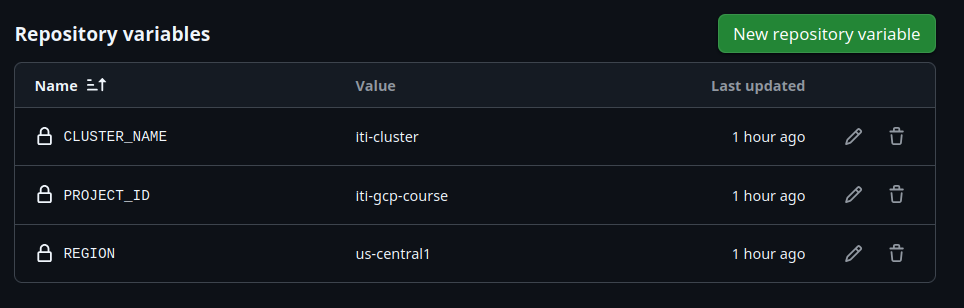 Repository variables
New repository variable
Name Value Last updated
CLUSTER_NAME iti-cluster 1 hour ago
PROJECT_ID iti-gcp-course 1 hour ago
REGION us-central1 1 hour ago